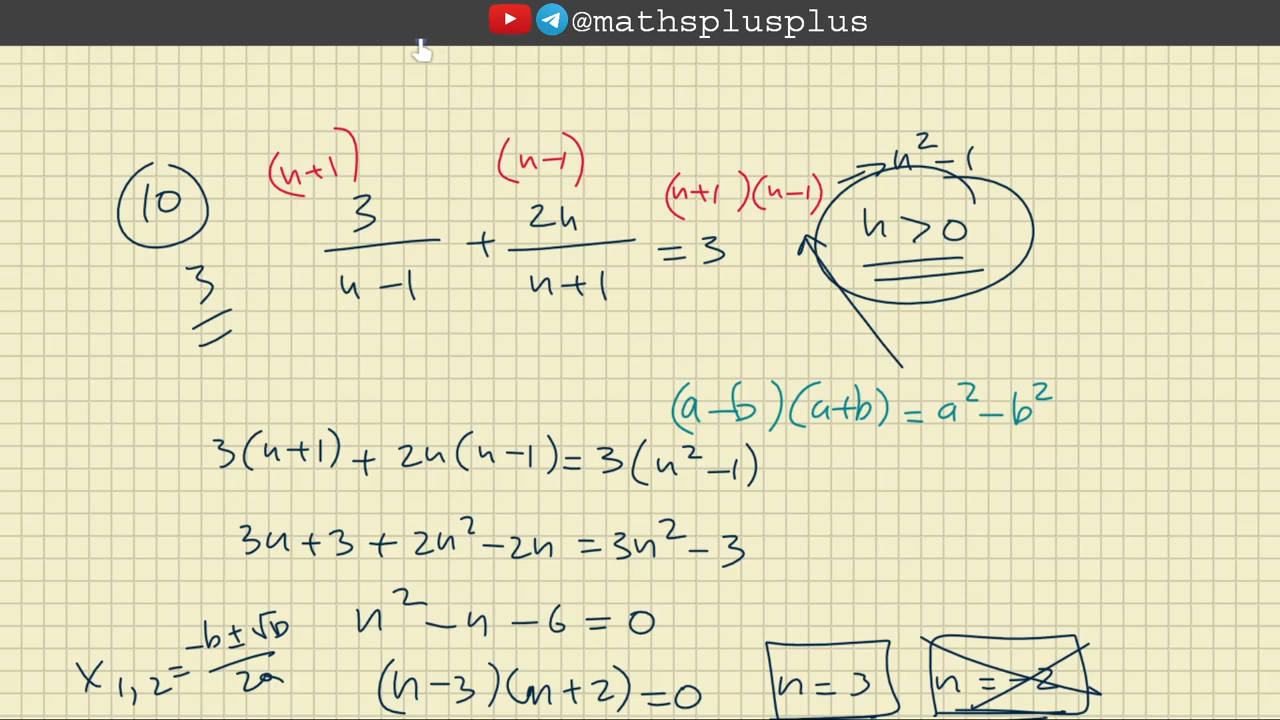 @mathsplusplus
(n+1) (n-1) (n+1)(n-1) = n² - 1
10
3/(n-1) + 2n/(n+1) = 3
n > 0
3
(a-b)(a+b) = a² - b²
3(n+1) + 2n(n-1) = 3(n²-1)
3n + 3 + 2n² - 2n = 3n² - 3
n² - n - 6 = 0
x1,2 = (-b ± √D)/2a
(n-3)(n+2) = 0
n = 3
n = -2